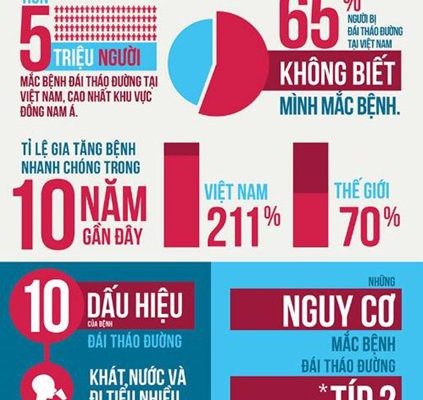 5
TRIỆU NGƯỜI
MẮC BỆNH ĐÁI THÁO ĐƯỜNG TẠI
VIỆT NAM, CAO NHẤT KHU VỰC
ĐÔNG NAM Á.
65%
NGƯỜI BỊ
ĐÁI THÁO ĐƯỜNG
TẠI VIỆT NAM
KHÔNG BIẾT
MÌNH MẮC BỆNH.
TỈ LỆ GIA TĂNG BỆNH
NHANH CHÓNG TRONG
10 NĂM
GẦN ĐÂY
VIỆT NAM
211%
THẾ GIỚI
70%
10
DẤU HIỆU
CỦA BỆNH
ĐÁI THÁO ĐƯỜNG
KHÁT NƯỚC VÀ
ĐI TIỂU NHIỀU
NHỮNG
NGUY CƠ
MẮC BỆNH
ĐÁI THÁO ĐƯỜNG
*TÍP 2